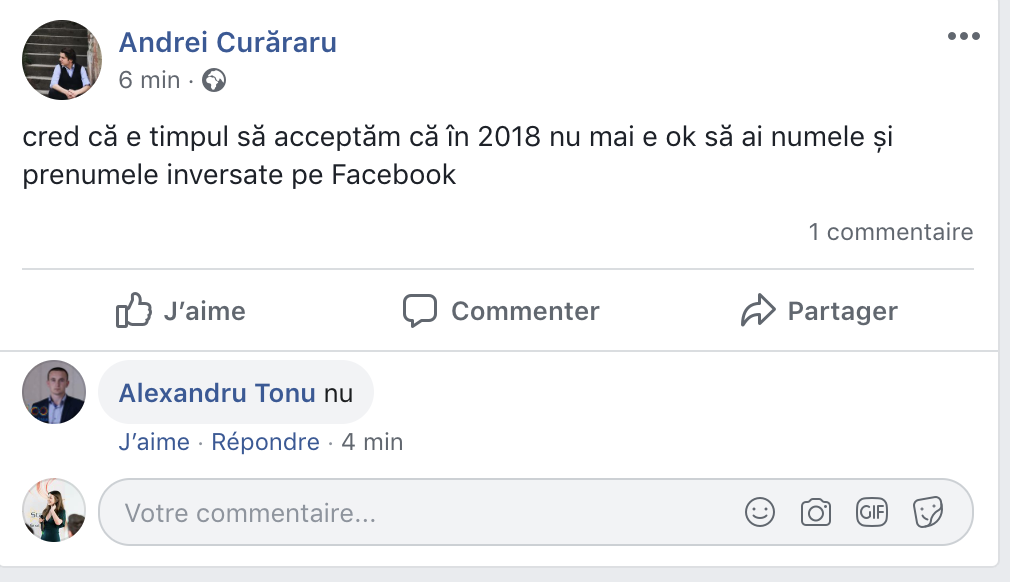 Andrei Curăraru
6 min ·
cred că e timpul să acceptăm că în 2018 nu mai e ok să ai numele și
prenumele inversate pe Facebook
1 commentaire
J’aime Commenter Partager
Alexandru Tonu nu
J’aime · Répondre · 4 min
Votre commentaire...
GIF